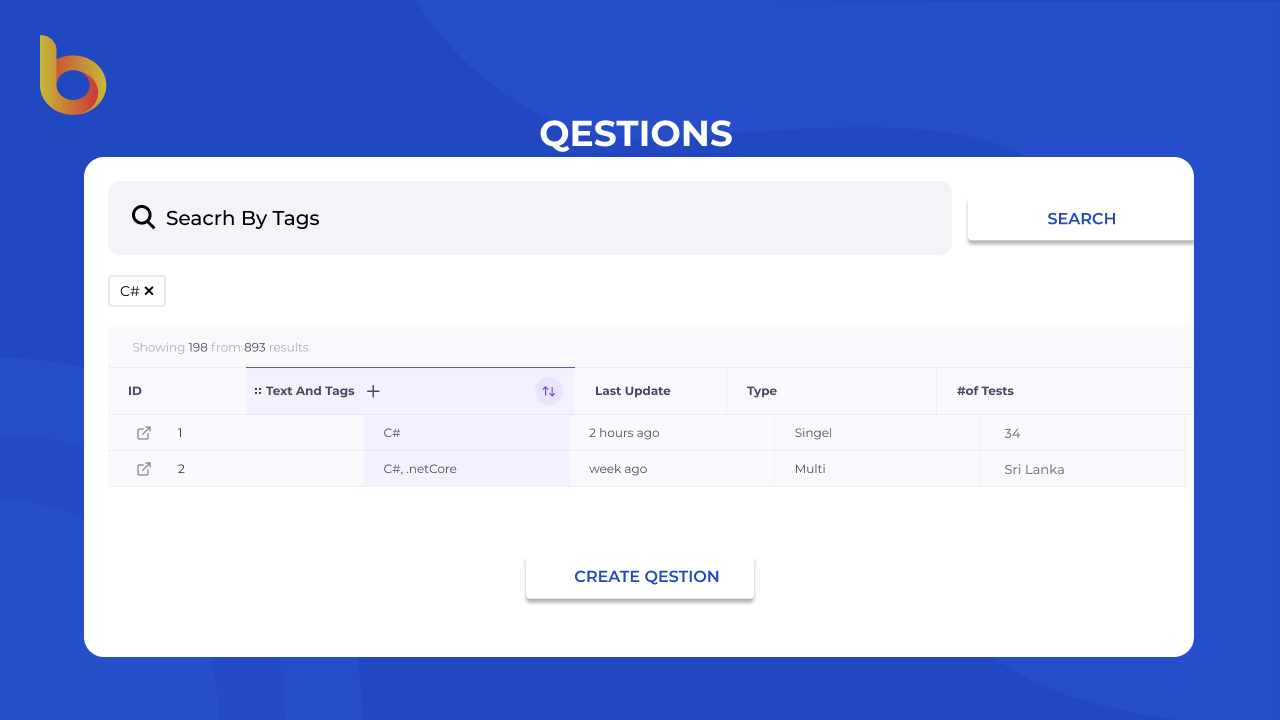 QESTIONS
Seacrh By Tags
SEARCH
C#
Showing 198 from 893 results
ID Text And Tags Last Update Type #of Tests
1 C# 2 hours ago Singel 34
2 C#, .netCore week ago Multi Sri Lanka
CREATE QESTION